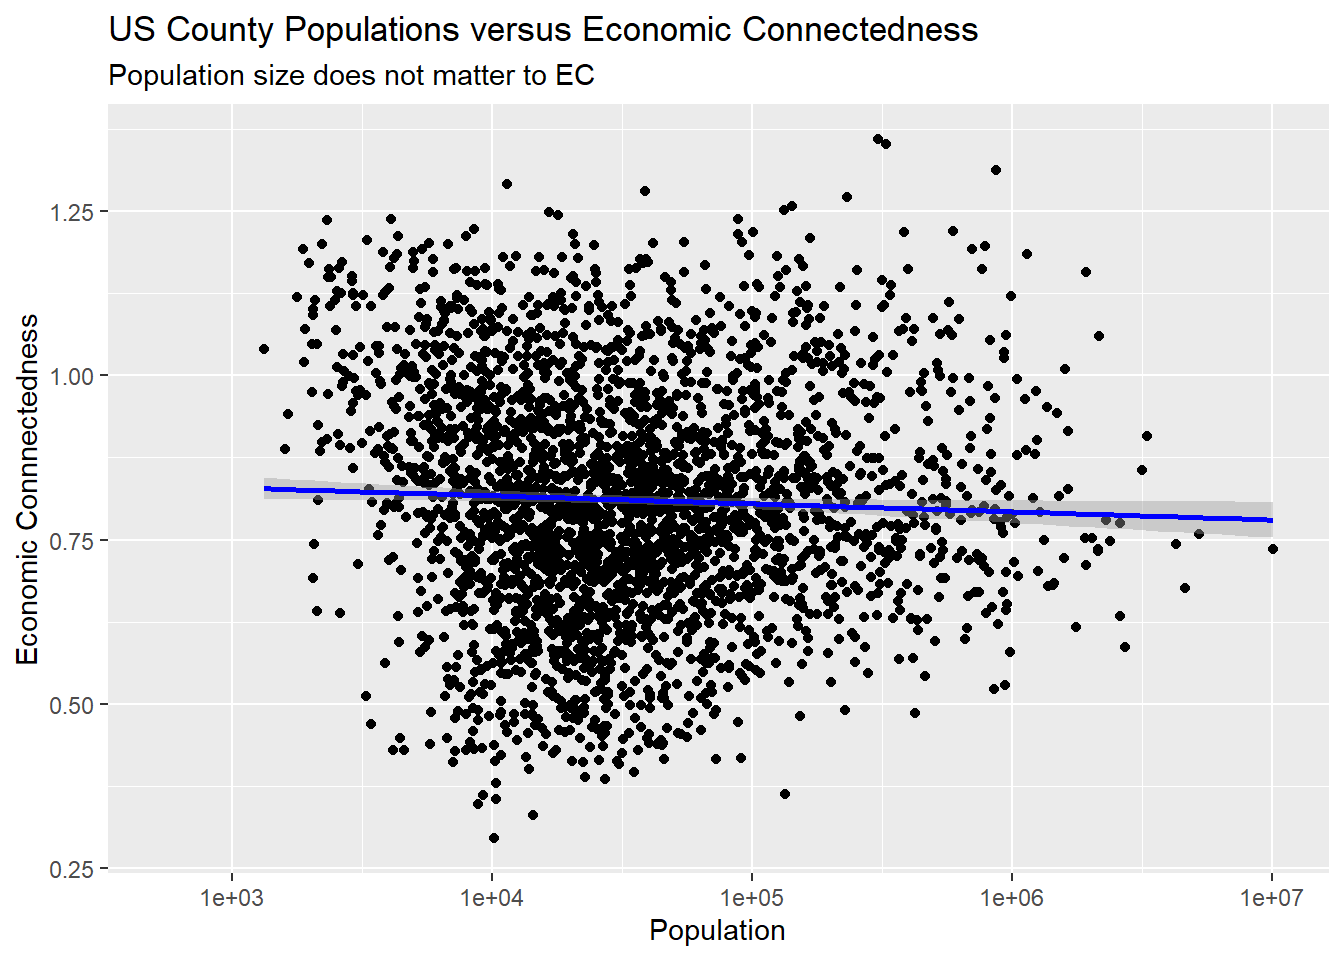 US County Populations versus Economic Connectedness
Population size does not matter to EC
Economic Connectedness
1.25
1.00
0.75
0.50
0.25
1e+03 1e+04 1e+05 1e+06 1e+07
Population